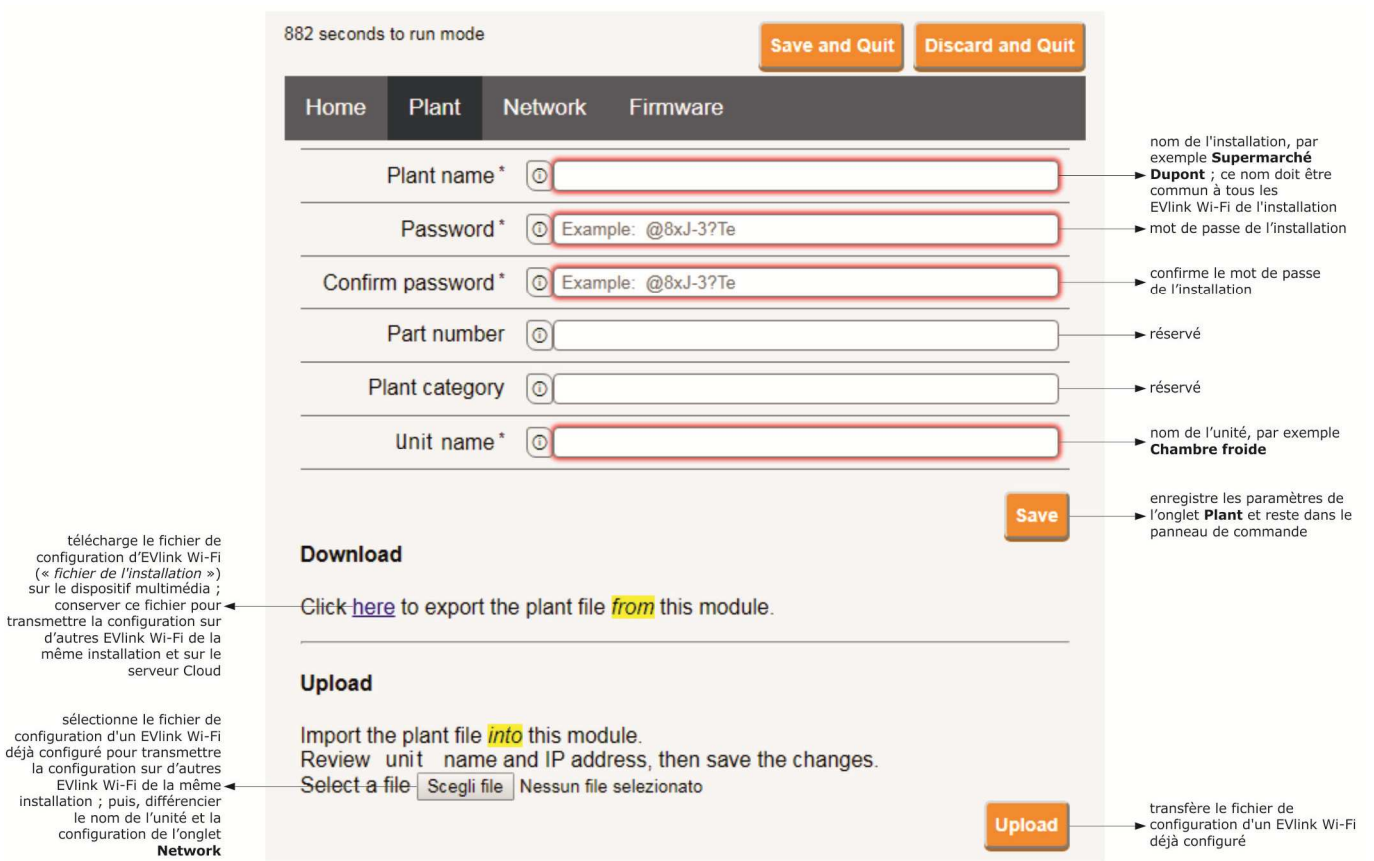 882 seconds to run mode
Save and Quit
Discard and Quit
Home
Plant
Network
Firmware
Plant name*
nom de l'installation, par
exemple Supermarché
Dupont ; ce nom doit être
commun à tous les
EVlink Wi-Fi de l'installation
Password*
Example: @8xJ-3?Te
mot de passe de l'installation
Confirm password*
Example: @8xJ-3?Te
confirme le mot de passe
de l'installation
Part number
réservé
Plant category
réservé
Unit name*
nom de l'unité, par exemple
Chambre froide
Save
enregistre les paramètres de
l'onglet Plant et reste dans le
panneau de commande
Download
télécharge le fichier de
configuration d'EVlink Wi-Fi
(« fichier de l'installation »)
sur le dispositif multimédia ;
conserver ce fichier pour
transmettre la configuration sur
d'autres EVlink Wi-Fi de la
même installation et sur le
serveur Cloud
Click here to export the plant file from this module.
Upload
Import the plant file into this module.
Review unit name and IP address, then save the changes.
Select a file Scegli file Nessun file selezionato
sélectionne le fichier de
configuration d'un EVlink Wi-Fi
déjà configuré pour transmettre
la configuration sur d'autres
EVlink Wi-Fi de la même
installation ; puis, différencier
le nom de l'unité et la
configuration de l'onglet
Network
Upload
transfère le fichier de
configuration d'un EVlink Wi-Fi
déjà configuré